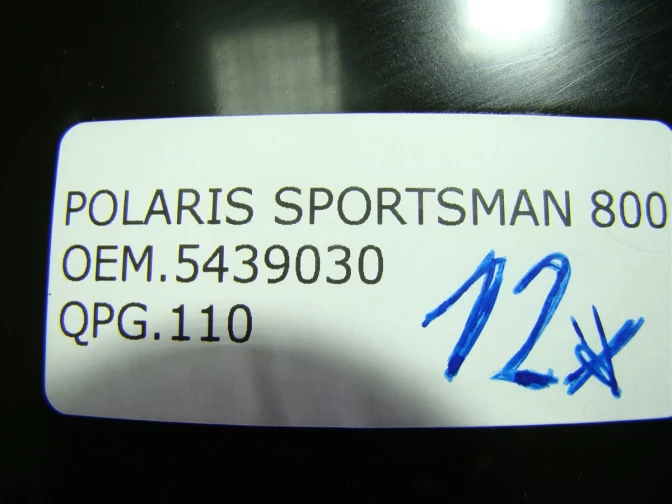 POLARIS SPORTSMAN 800
OEM.5439030
QPG.110
12*